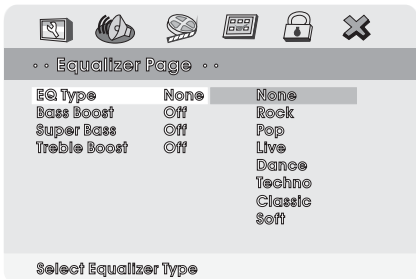 · · Equalizer Page · ·
EQ Type None None
Bass Boost Off Rock
Super Bass Off Pop
Treble Boost Off Live
Dance
Techno
Classic
Soft
Select Equalizer Type